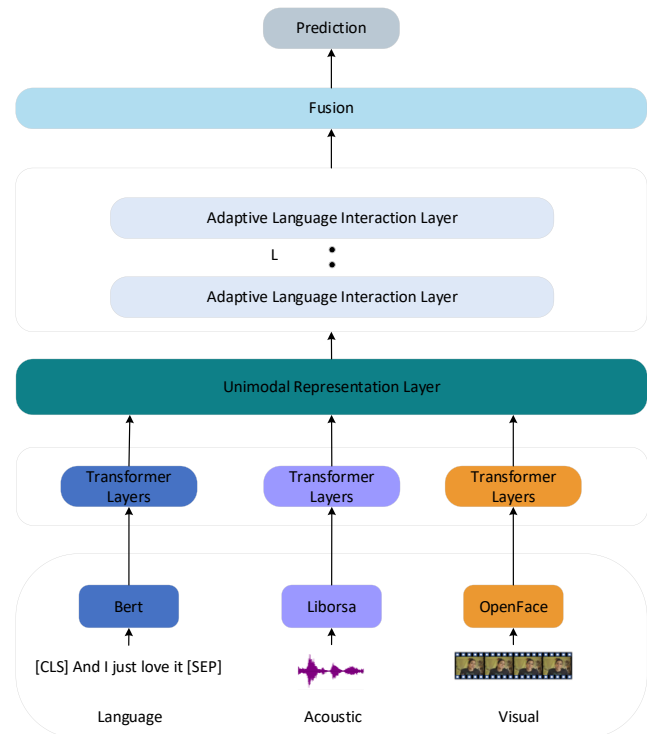 Prediction
Fusion
Adaptive Language Interaction Layer
L
Adaptive Language Interaction Layer
Unimodal Representation Layer
Transformer
Layers
Transformer
Layers
Transformer
Layers
Bert
Liborsa
OpenFace
[CLS] And I just love it [SEP]
Language
Acoustic
Visual